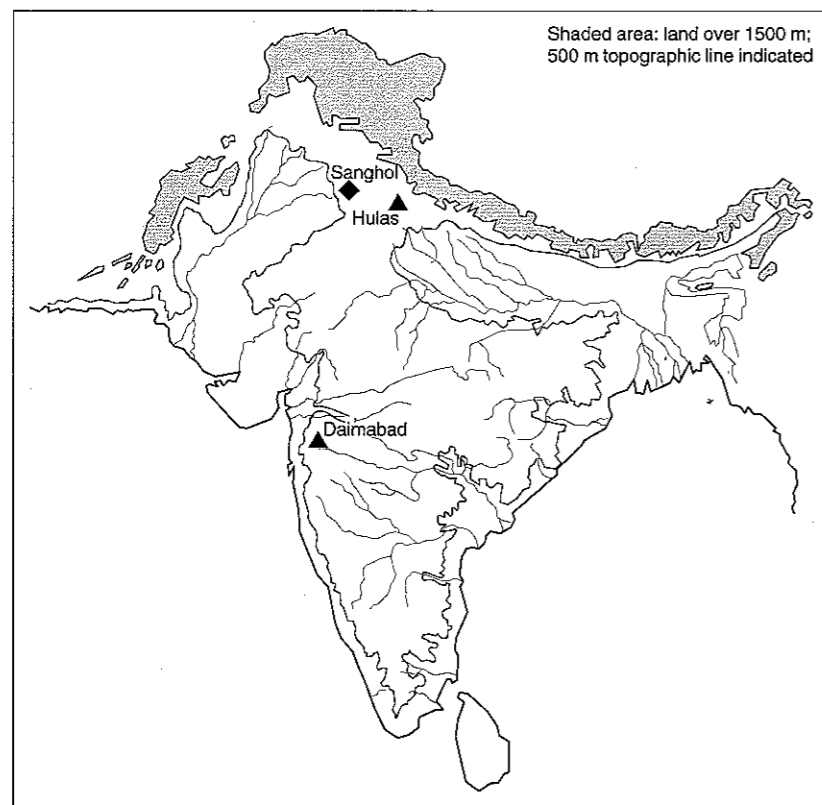 Shaded area: land over 1500 m;
500 m topographic line indicated
Sanghol
Hulas
Daimabad